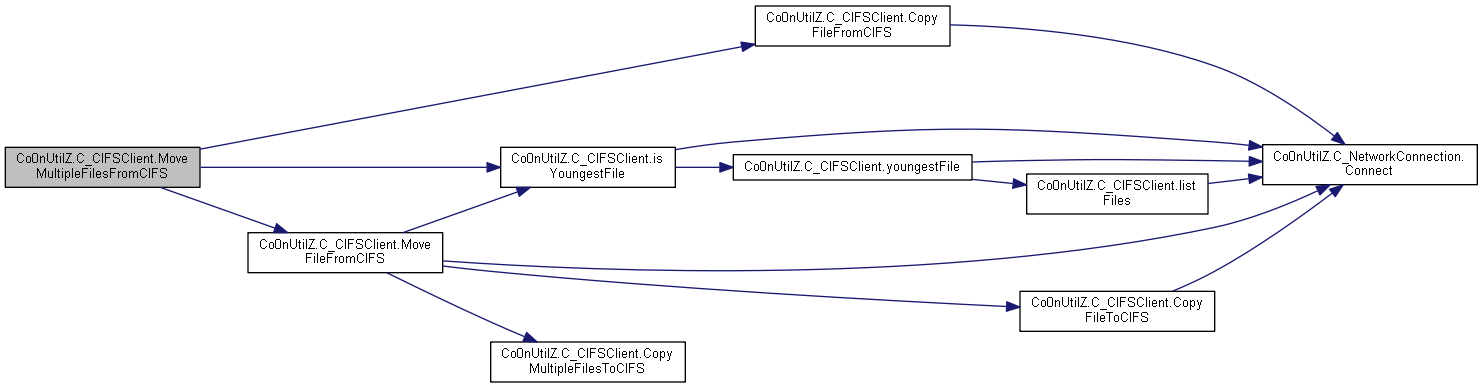 CoOnUtilZ.C_CIFSClient.Copy
FileFromCIFS
CoOnUtilZ.C_CIFSClient.Move
MultipleFilesFromCIFS
CoOnUtilZ.C_CIFSClient.is
YoungestFile
CoOnUtilZ.C_CIFSClient.youngestFile
CoOnUtilZ.C_CIFSClient.list
Files
CoOnUtilZ.C_NetworkConnection.
Connect
CoOnUtilZ.C_CIFSClient.Move
FileFromCIFS
CoOnUtilZ.C_CIFSClient.Copy
FileToCIFS
CoOnUtilZ.C_CIFSClient.Copy
MultipleFilesToCIFS